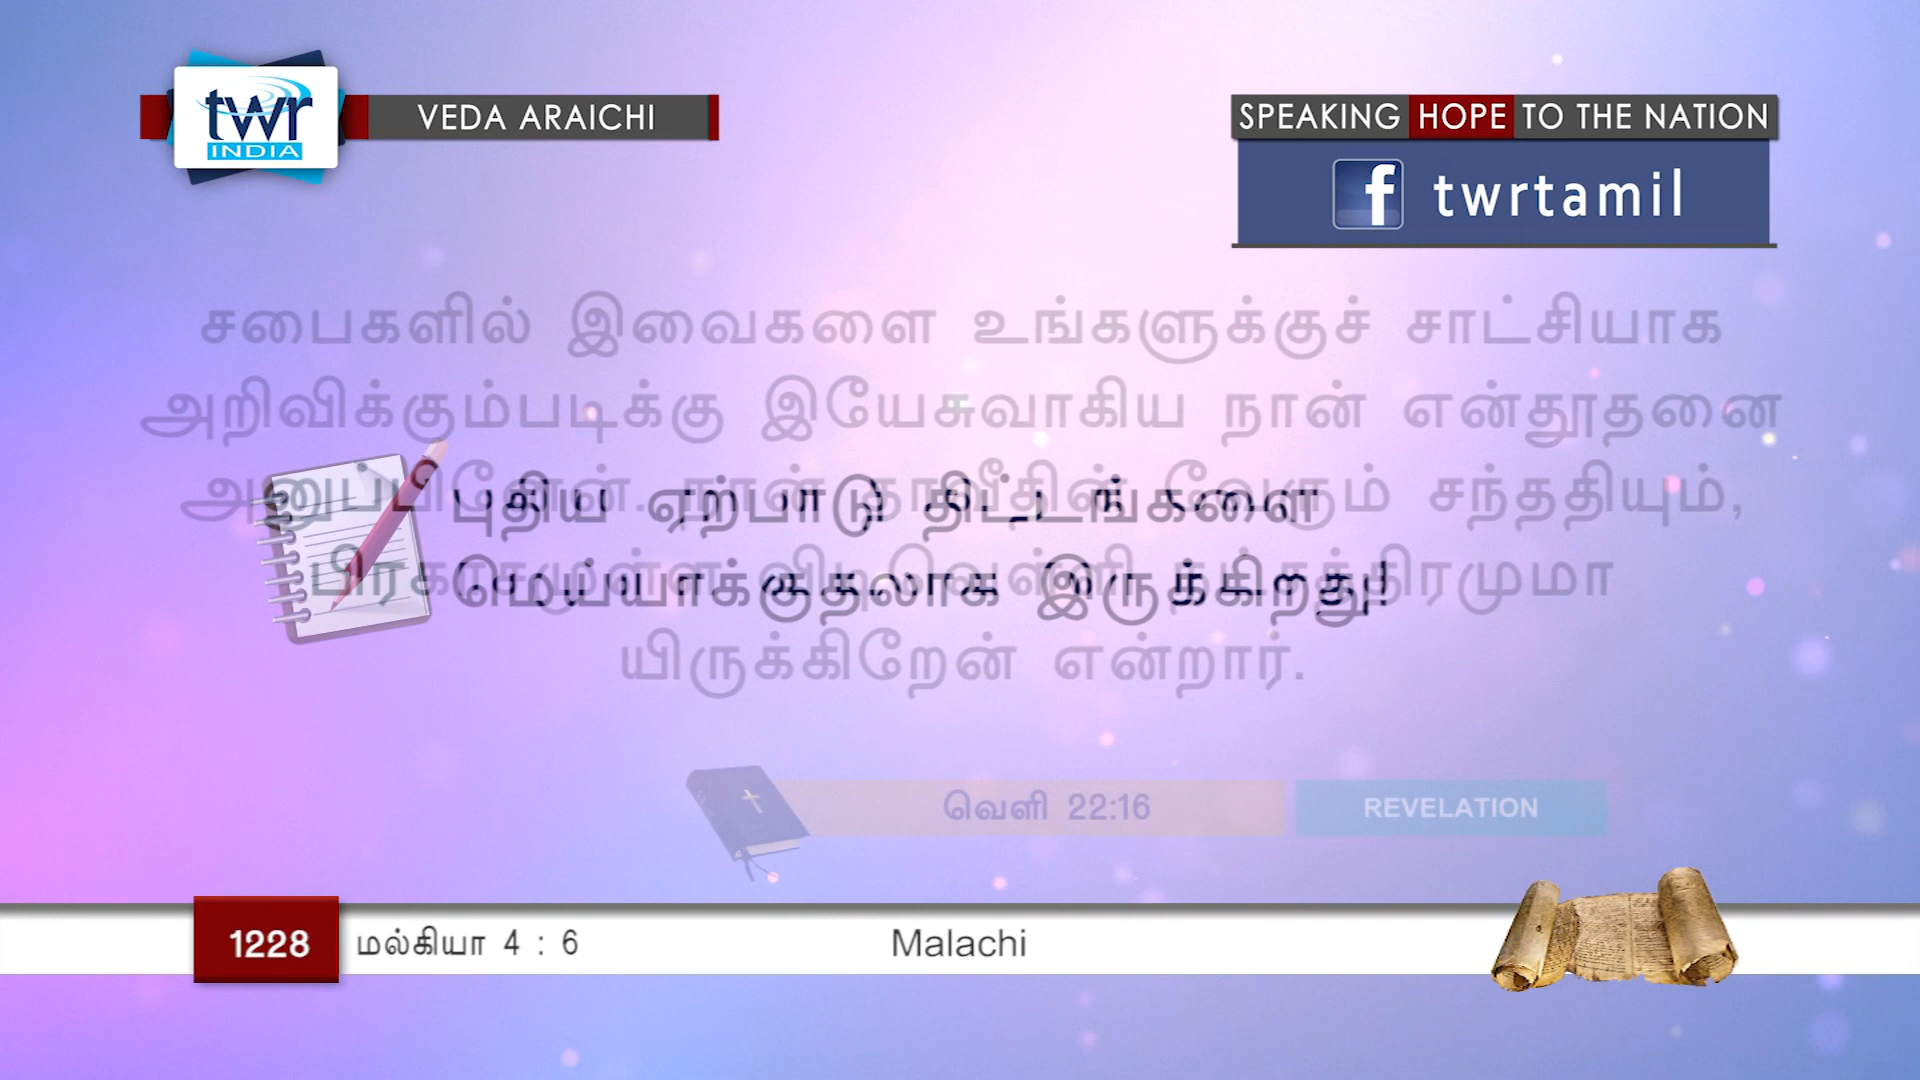 twr
INDIA
VEDA ARAICHI
SPEAKING HOPE TO THE NATION
f twrtamil
சபைகளில் இவைகளை உங்களுக்குச் சாட்சியாக
அறிவிக்கும்படிக்கு இயேசுவாகிய நான் என்தூதனை
சந்ததியும்,
புதிய ஏற்பாடு திட்டங்களை
மெய்யாக்குதலாக இருக்கிறது!
யிருக்கிறேன் என்றார்.
வெளி 22:16 REVELATION
1228 மல்கியா 4 : 6 Malachi